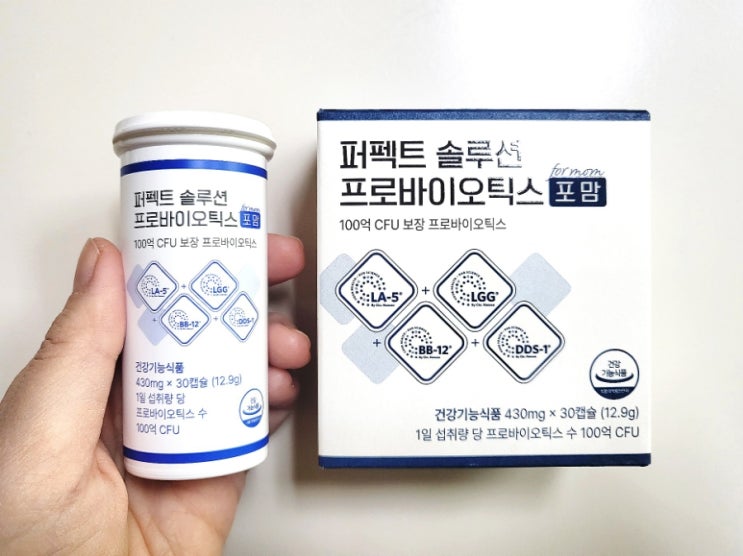 퍼펙트 솔루션
for mom
프로바이오틱스 포맘
100억 CFU 보장 프로바이오틱스
LA-5®
+
LGG®
+
BB-12®
+
DDS-1®
건강기능식품
430mg × 30캡슐 (12.9g)
1일 섭취량 당
프로바이오틱스 수
100억 CFU
퍼펙트 솔루션
for mom
프로바이오틱스 포맘
100억 CFU 보장 프로바이오틱스
LA-5®
+
LGG®
+
BB-12®
+
DDS-1®
건강
기능식품
건강기능식품 430mg × 30캡슐 (12.9g)
1일 섭취량 당 프로바이오틱스 수 100억 CFU